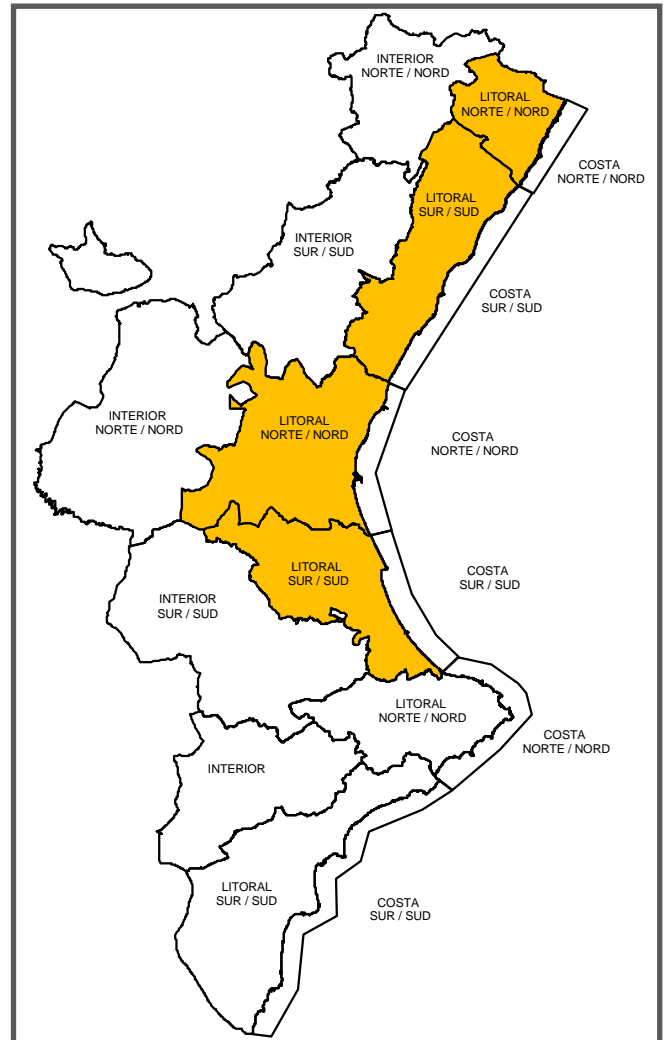 INTERIOR
NORTE / NORD
LITORAL
NORTE / NORD
COSTA
NORTE / NORD
LITORAL
SUR / SUD
INTERIOR
SUR / SUD
COSTA
SUR / SUD
INTERIOR
NORTE / NORD
LITORAL
NORTE / NORD
COSTA
NORTE / NORD
LITORAL
SUR / SUD
COSTA
SUR / SUD
INTERIOR
SUR / SUD
LITORAL
NORTE / NORD
COSTA
NORTE / NORD
INTERIOR
LITORAL
SUR / SUD
COSTA
SUR / SUD